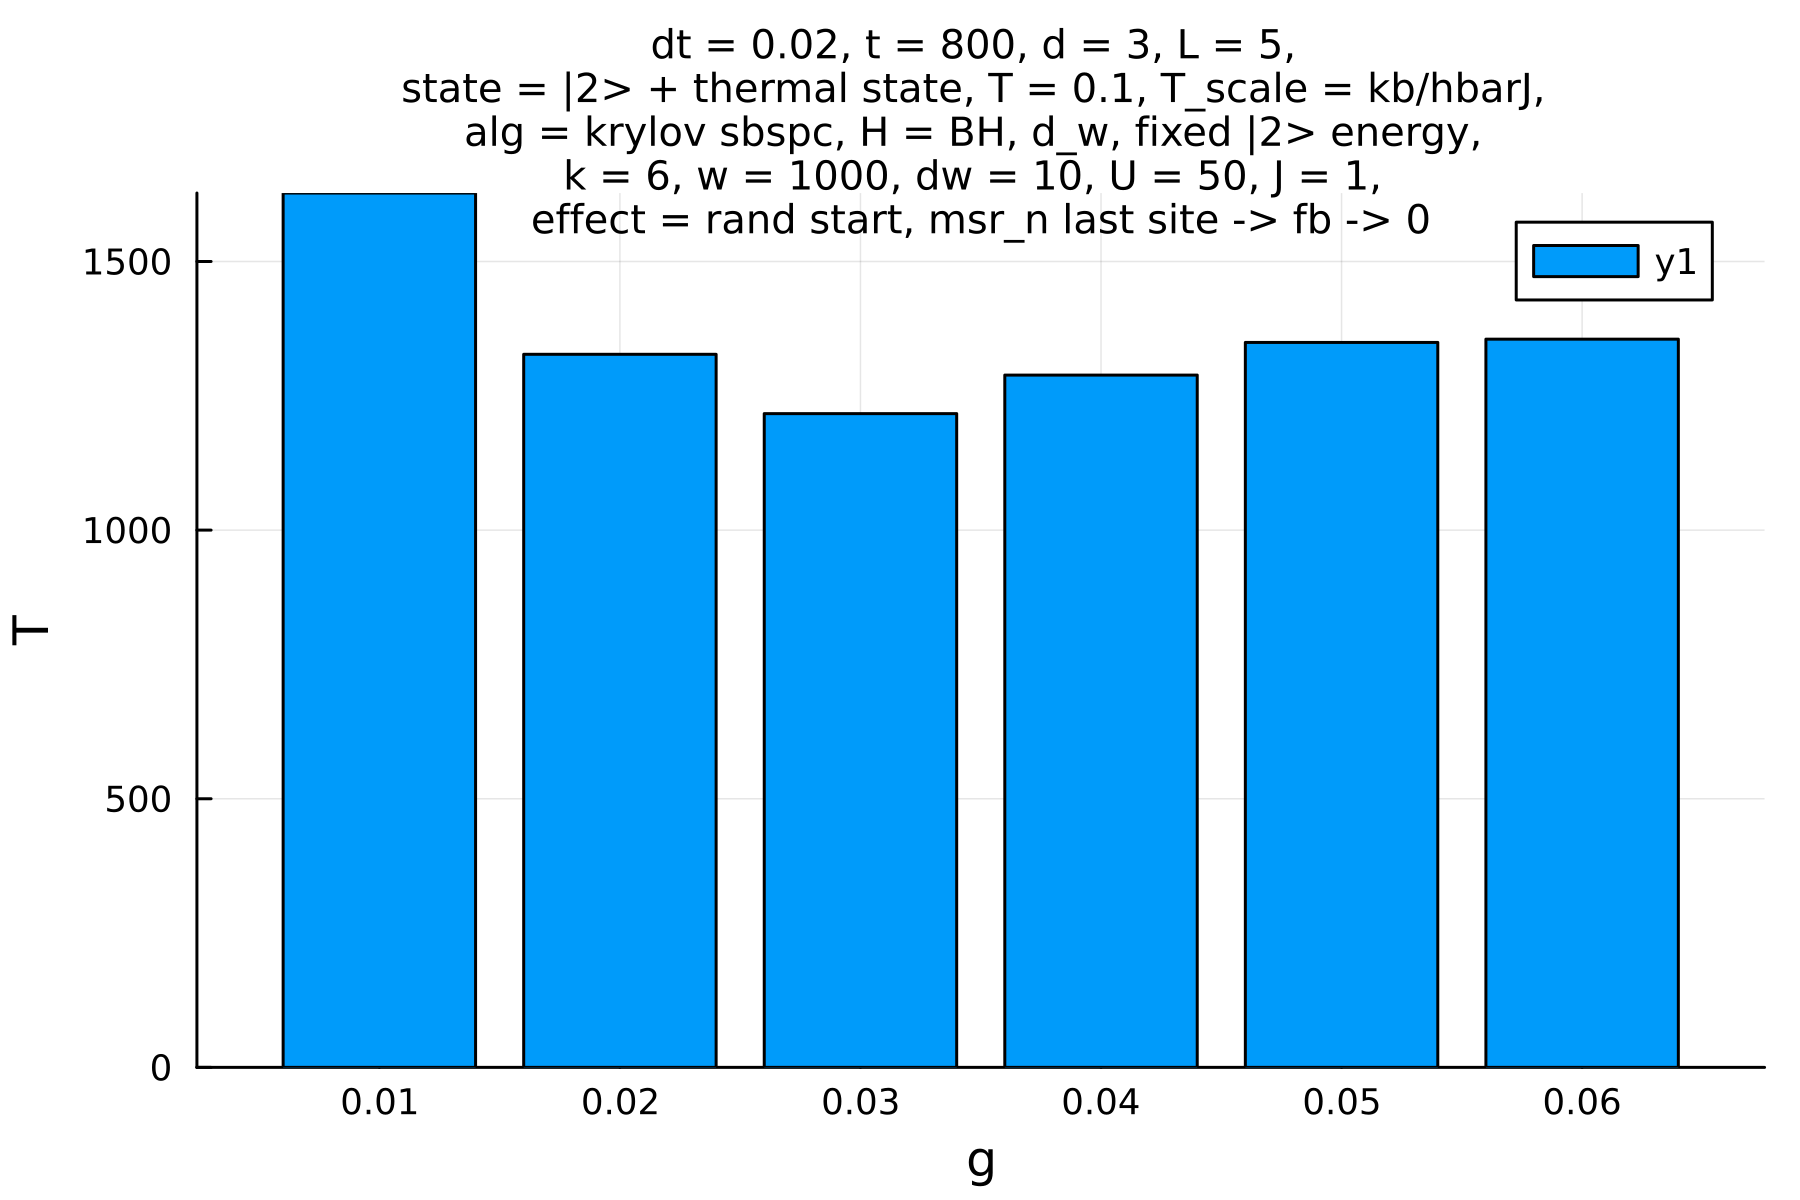 dt = 0.02, t = 800, d = 3, L = 5,
state = |2> + thermal state, T = 0.1, T_scale = kb/hbarJ,
alg = krylov sbspc, H = BH, d_w, fixed |2> energy,
k = 6, w = 1000, dw = 10, U = 50, J = 1,
effect = rand start, msr_n last site -> fb -> 0
y1
1500
1000
500
0
T
0.01 0.02 0.03 0.04 0.05 0.06
g